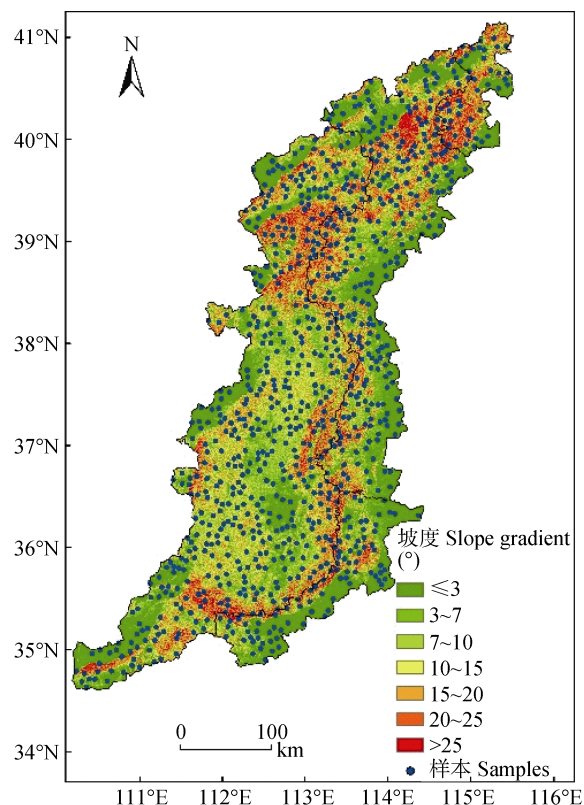 41°N
N
40°N
39°N
38°N
37°N
36°N
35°N
34°N
坡度 Slope gradient
(°)
≤3
3~7
7~10
10~15
15~20
20~25
>25
样本 Samples
0 100
km
111°E 112°E 113°E 114°E 115°E 116°E